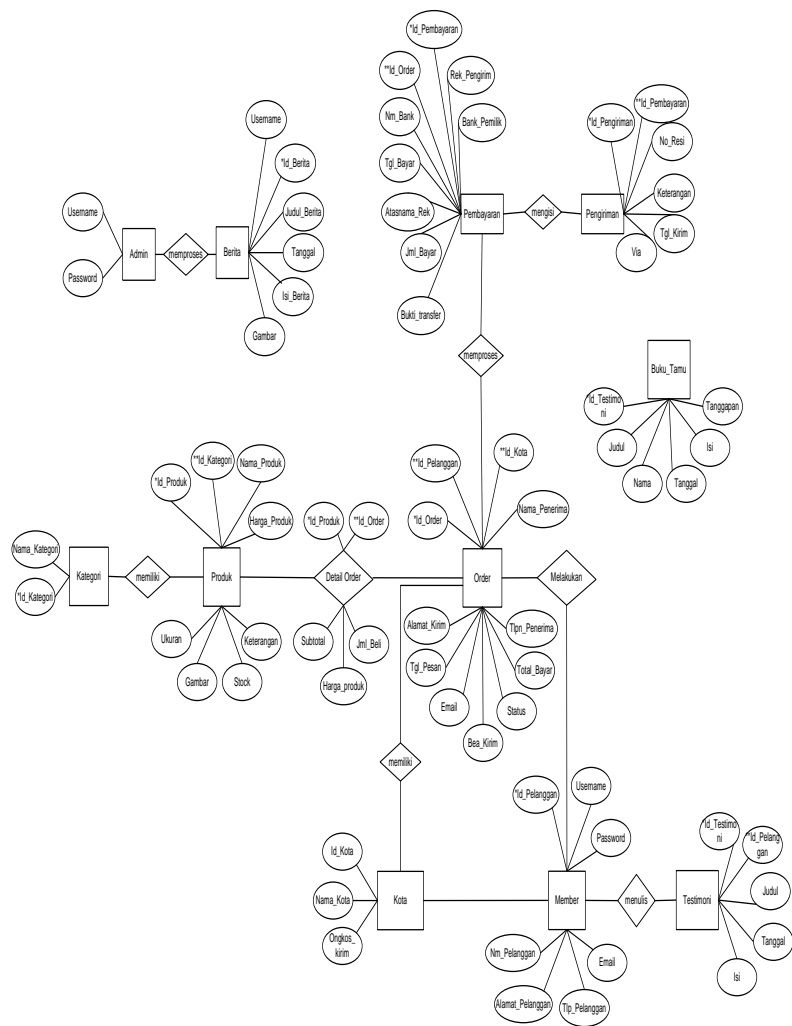 *Id_Pembayaran
**Id_Order
Rek_Pengirim
Nm_Bank
Bank_Pemilik
Tgl_Bayar
Atasnama_Rek
Jml_Bayar
Bukti_transfer
Pembayaran
mengisi
Pengiriman
*Id_Pengiriman
**Id_Pembayaran
No_Resi
Keterangan
Tgl_Kirim
Via
Username
Password
Admin
memproses
Berita
Username
*Id_Berita
Judul_Berita
Tanggal
Isi_Berita
Gambar
memproses
Buku_Tamu
*Id_Testimo
ni
Judul
Nama
Tanggal
Isi
Tanggapan
Nama_Kategori
*Id_Kategori
Kategori
memiliki
Produk
*Id_Produk
**Id_Kategori
Nama_Produk
Harga_Produk
Ukuran
Gambar
Stock
Keterangan
Detail Order
*Id_Produk
**Id_Order
Subtotal
Harga_produk
Jml_Beli
Order
**Id_Pelanggan
**Id_Kota
*Id_Order
Nama_Penerima
Alamat_Kirim
Tgl_Pesan
Email
Bea_Kirim
Status
Total_Bayar
Tlpn_Penerima
Melakukan
memiliki
Id_Kota
Nama_Kota
Ongkos_
kirim
Kota
*Id_Pelanggan
Username
Password
Member
Nm_Pelanggan
Alamat_Pelanggan
Tlp_Pelanggan
Email
menulis
Testimoni
*Id_Testimo
ni
**Id_Pelang
gan
Judul
Tanggal
Isi